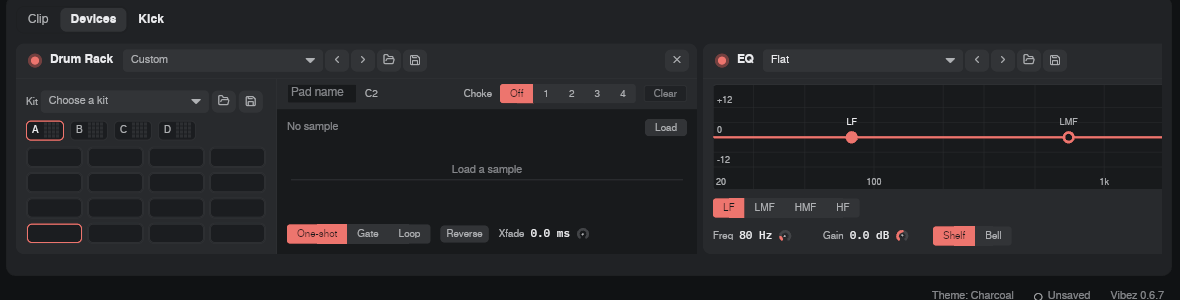 Clip Devices Kick
Drum Rack Custom
EQ Flat
Kit Choose a kit
Pad name C2 Choke Off 1 2 3 4 Clear
A B C D
No sample Load
Load a sample
One-shot Gate Loop Reverse Xfade 0.0 ms
+12
LF LMF
0
-12
20 100 1k
LF LMF HMF HF
Freq 80 Hz Gain 0.0 dB Shelf Bell
Theme: Charcoal Unsaved Vibez 0.6.7